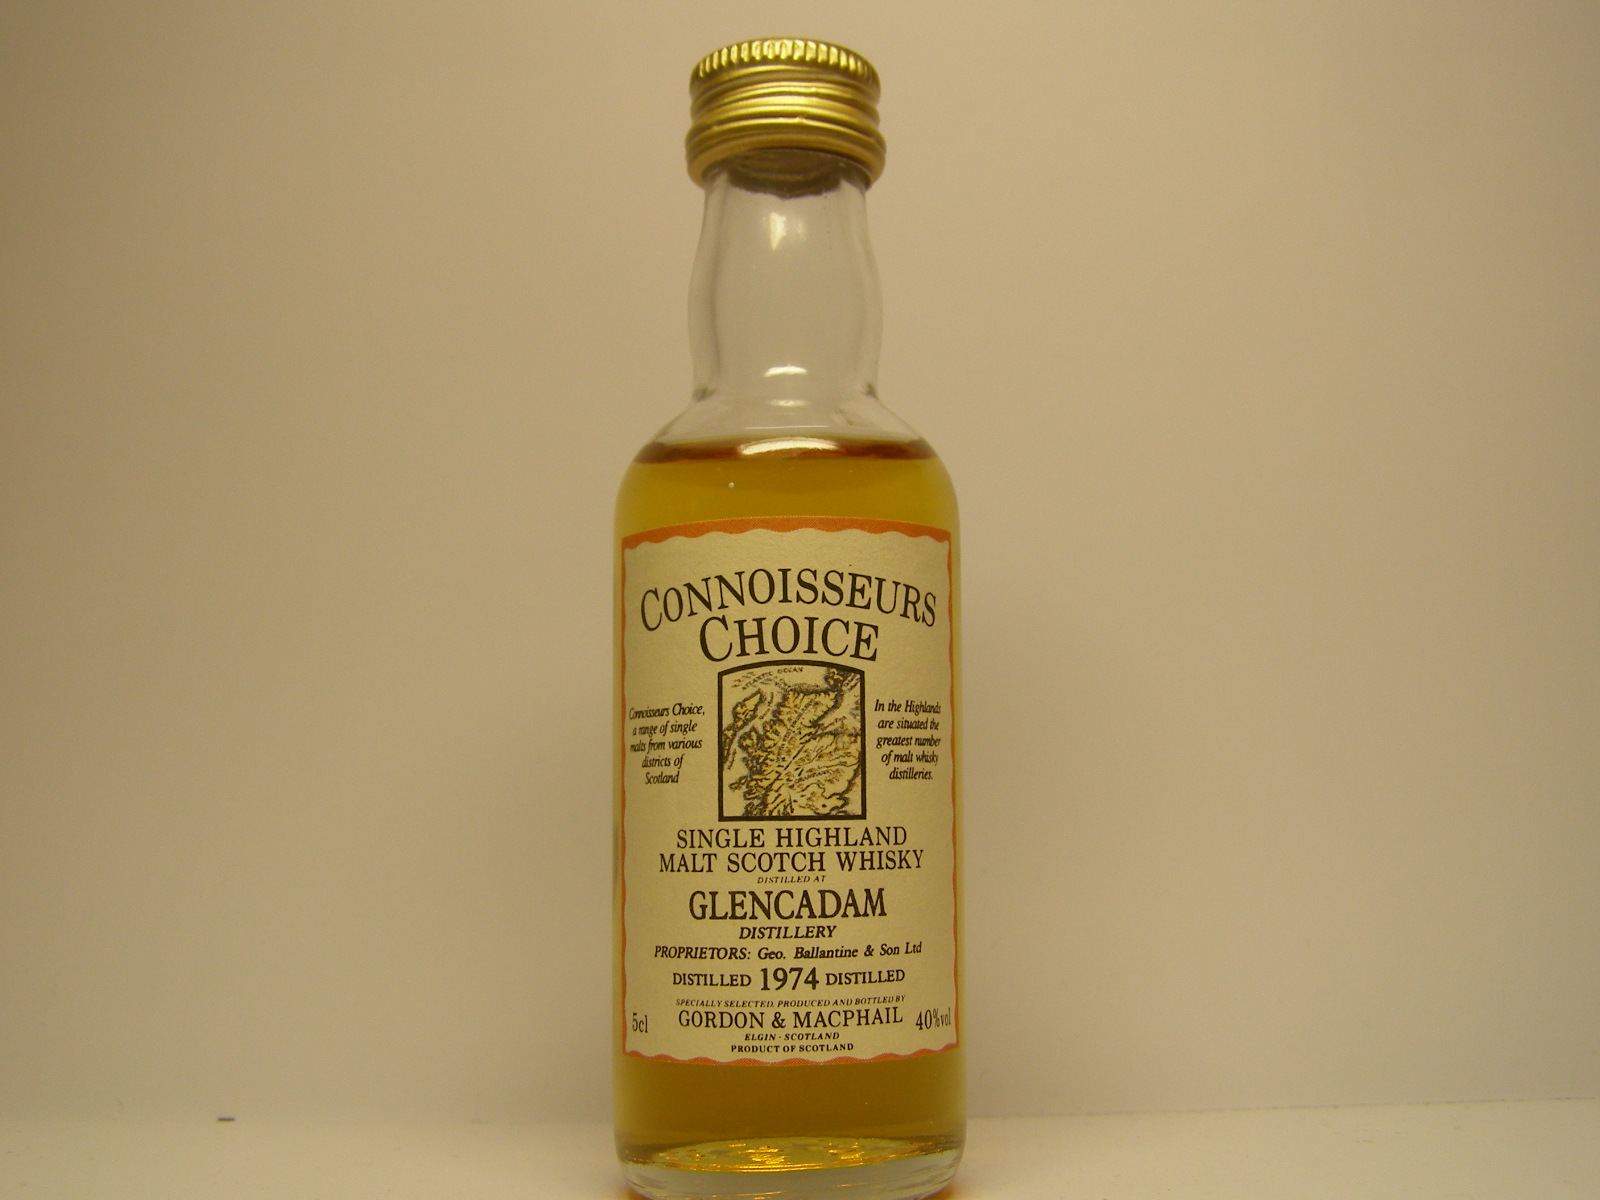 CONNOISSEURS
CHOICE
ATLANTIC OCEAN
Connoisseurs Choice,
a range of single
malts from various
districts of
Scotland
In the Highlands
are situated the
greatest number
of malt whisky
distilleries.
SINGLE HIGHLAND
MALT SCOTCH WHISKY
DISTILLED AT
GLENCADAM
DISTILLERY
PROPRIETORS: Geo. Ballantine & Son Ltd
DISTILLED 1974 DISTILLED
SPECIALLY SELECTED, PRODUCED AND BOTTLED BY
5cl GORDON & MACPHAIL 40%vol
ELGIN - SCOTLAND
PRODUCT OF SCOTLAND